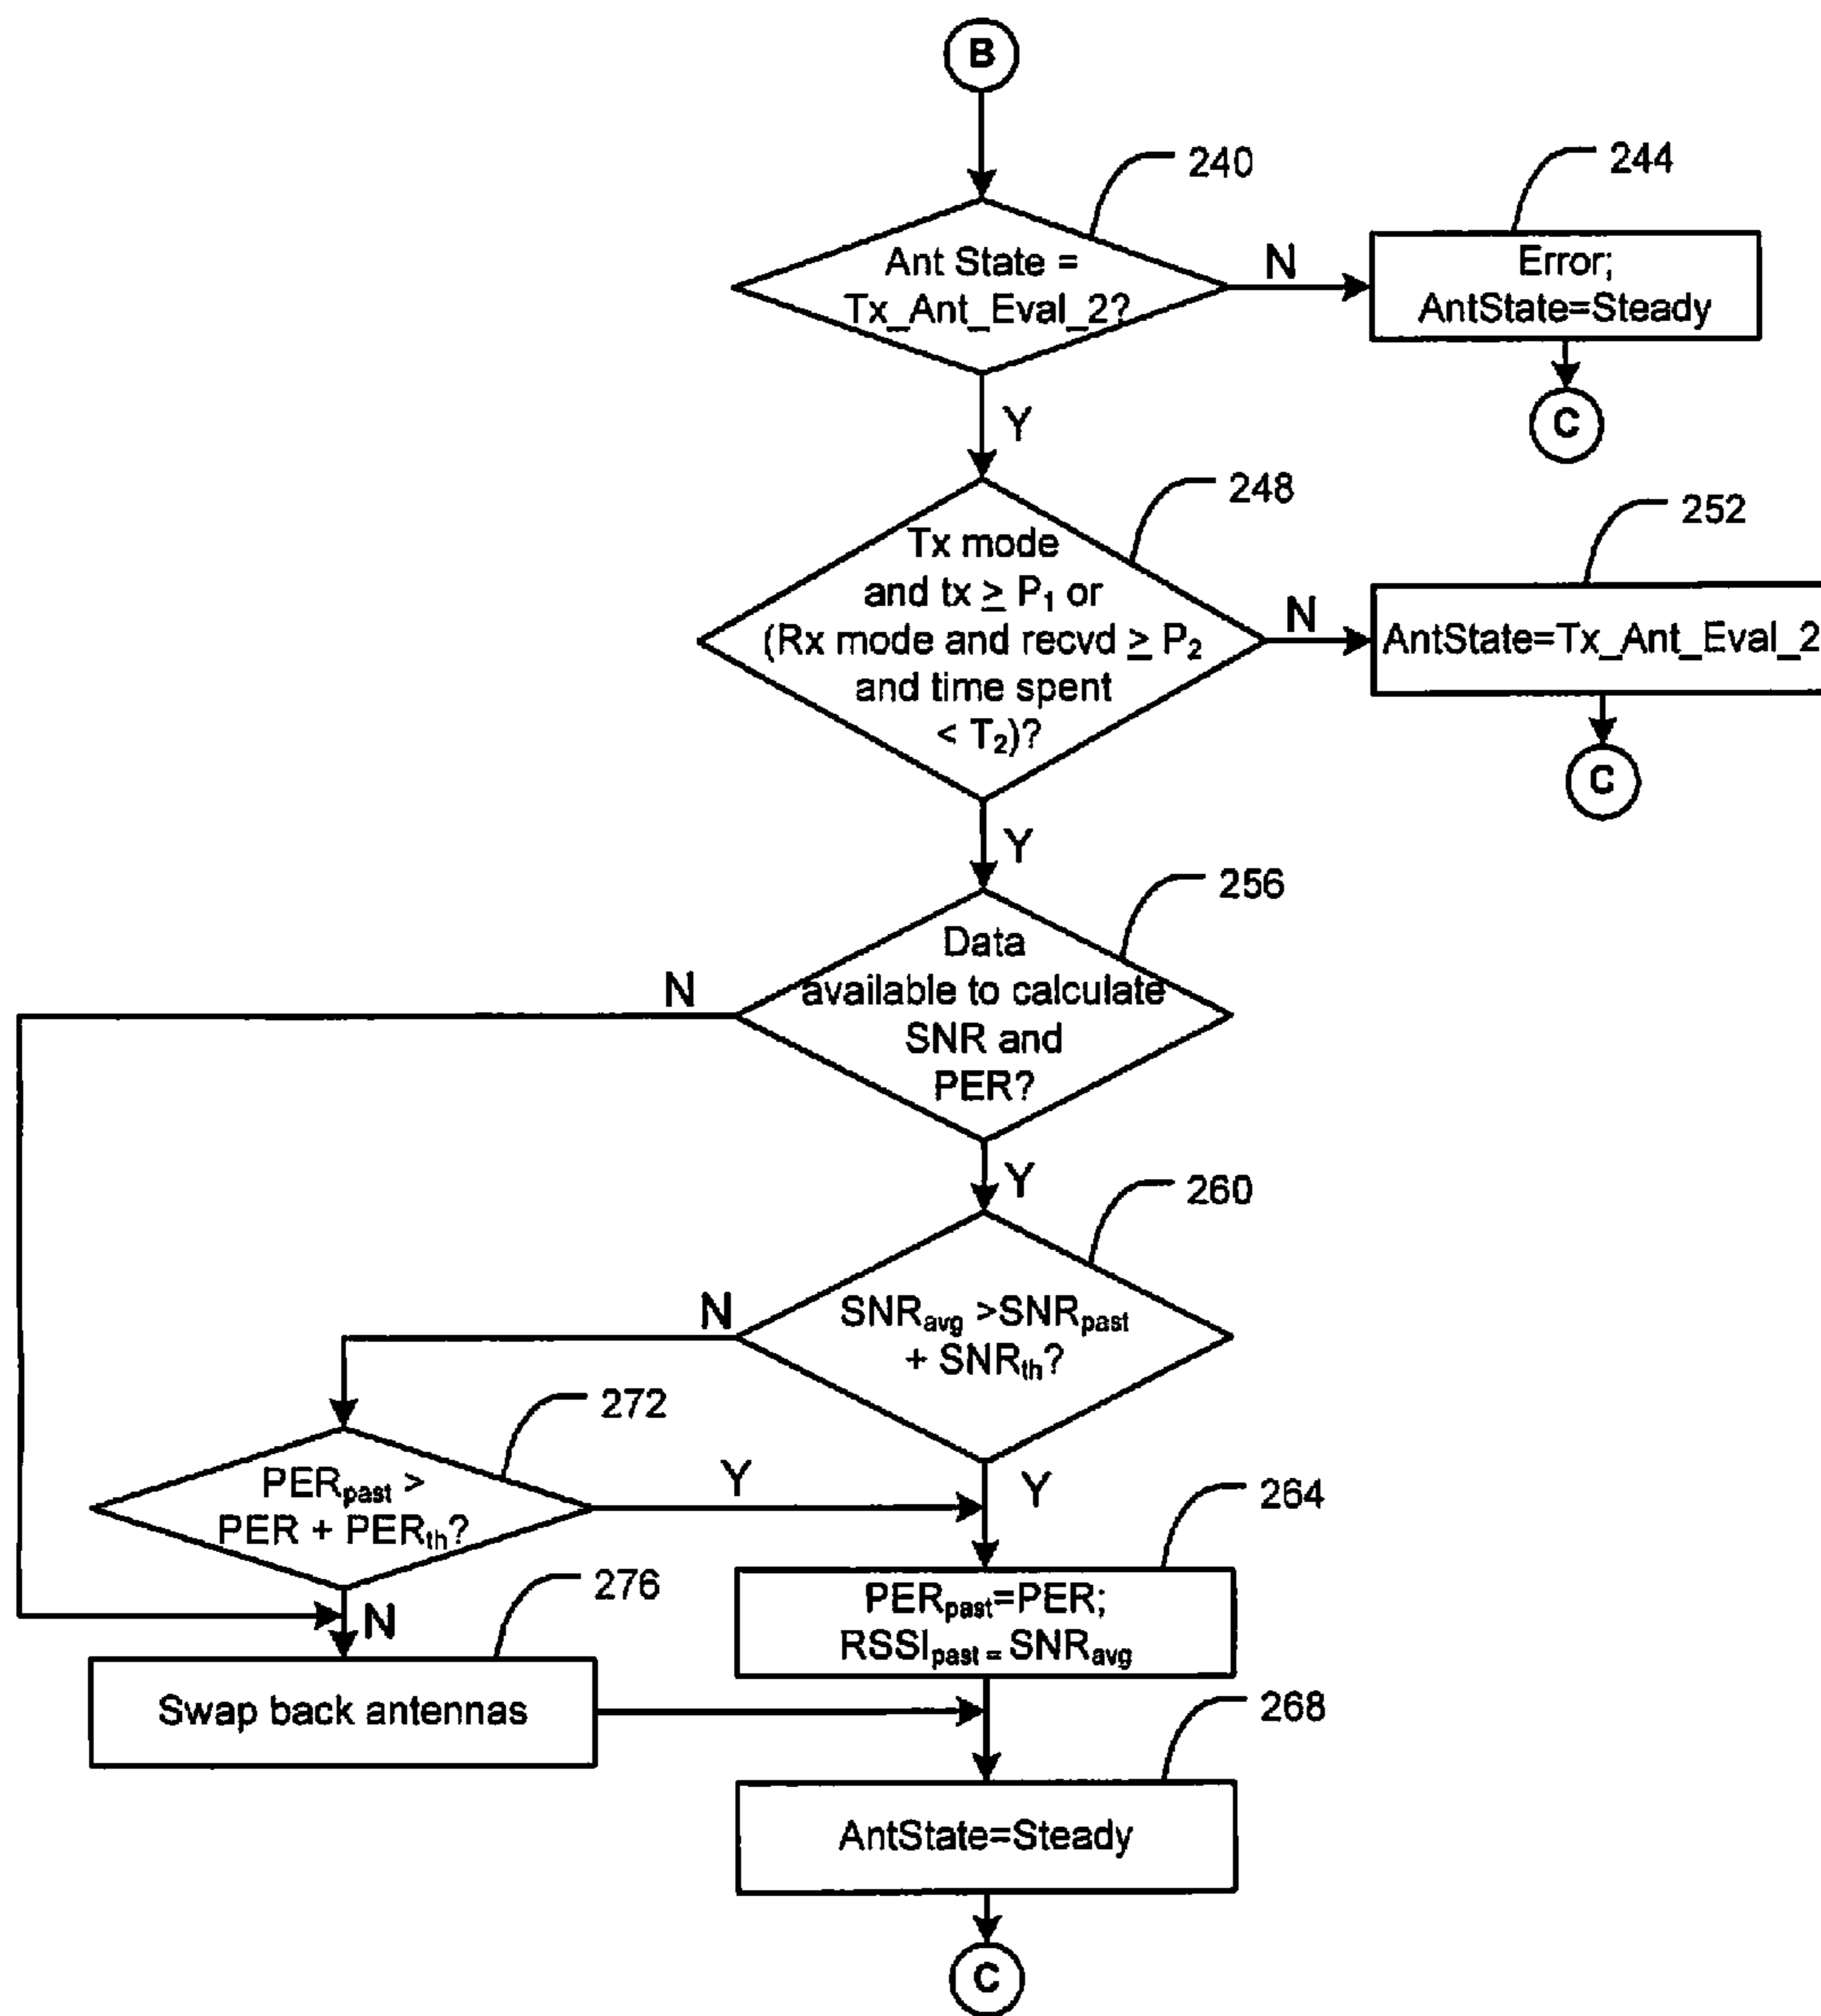 B
240
Ant State =
Tx_Ant_Eval_2?
N
244
Error;
AntState=Steady
C
Y
248
Tx mode
and tx ≥ P₁ or
(Rx mode and recvd ≥ P₂
and time spent
< T₂)?
N
252
AntState=Tx_Ant_Eval_2
C
Y
256
Data
available to calculate
SNR and
PER?
N
Y
260
SNRavg >SNRpast
+ SNRth?
N
Y
272
PERpast >
PER + PERth?
Y
N
264
PERpast=PER;
RSSIpast = SNRavg
276
Swap back antennas
268
AntState=Steady
C